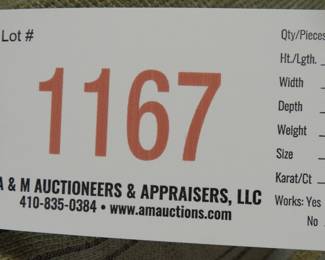 Lot #
1167
A & M AUCTIONEERS & APPRAISERS, LLC
410-835-0384 • www.amauctions.com
Qty/Pieces
Ht./Lgth.
Width
Depth
Weight
Size
Karat/Ct
Works: Yes
No